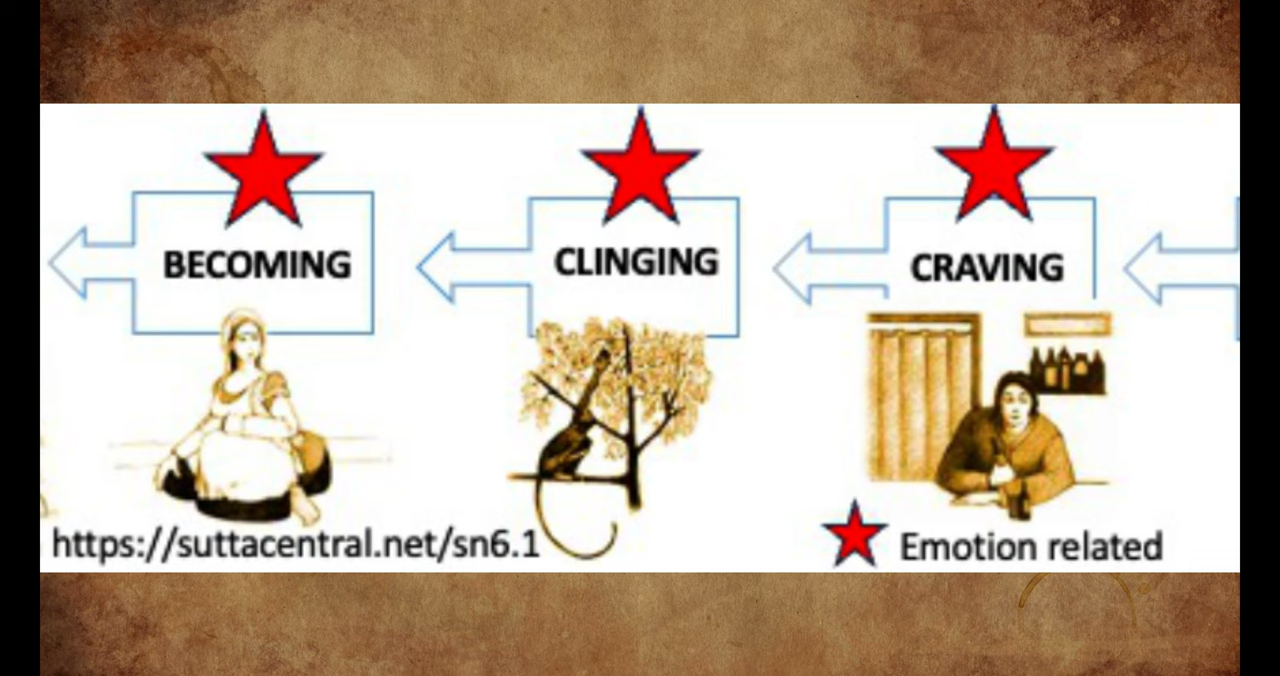 BECOMING
CLINGING
CRAVING
https://suttacentral.net/sn6.1
Emotion related